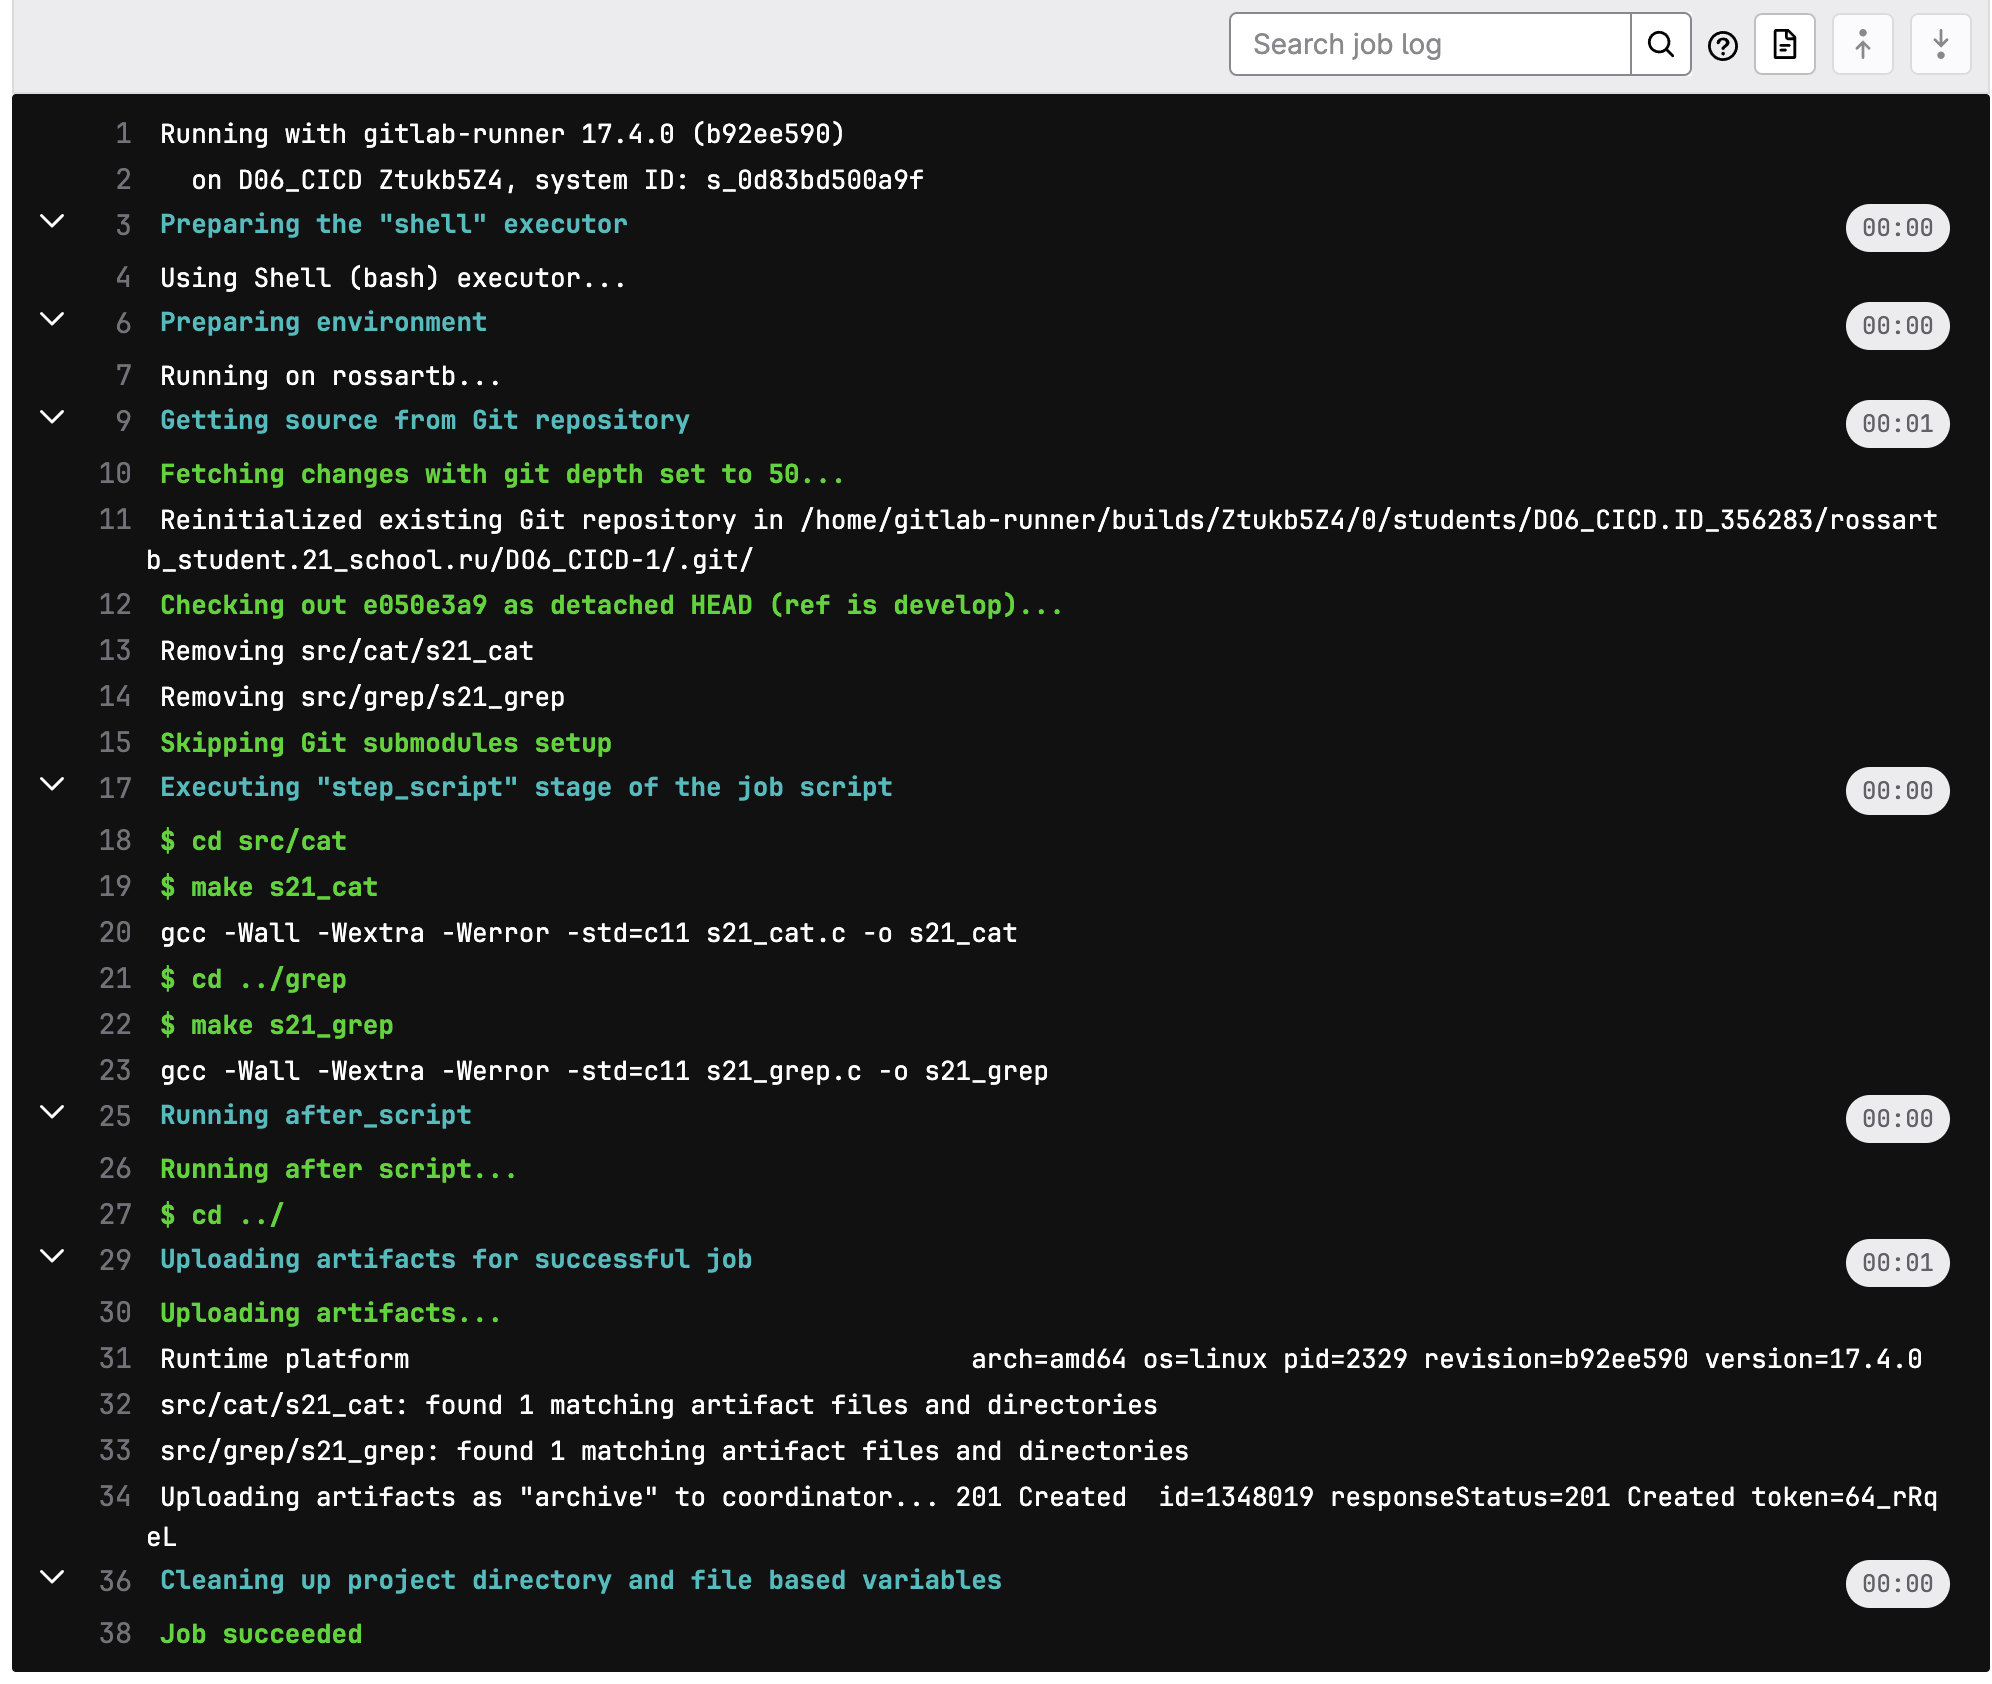 Search job log
1 Running with gitlab-runner 17.4.0 (b92ee590)
2 on D06_CICD Ztukb5Z4, system ID: s_0d83bd500a9f
3 Preparing the "shell" executor 00:00
4 Using Shell (bash) executor...
6 Preparing environment 00:00
7 Running on rossartb...
9 Getting source from Git repository 00:01
10 Fetching changes with git depth set to 50...
11 Reinitialized existing Git repository in /home/gitlab-runner/builds/Ztukb5Z4/0/students/DO6_CICD.ID_356283/rossart
b_student.21_school.ru/DO6_CICD-1/.git/
12 Checking out e050e3a9 as detached HEAD (ref is develop)...
13 Removing src/cat/s21_cat
14 Removing src/grep/s21_grep
15 Skipping Git submodules setup
17 Executing "step_script" stage of the job script 00:00
18 $ cd src/cat
19 $ make s21_cat
20 gcc -Wall -Wextra -Werror -std=c11 s21_cat.c -o s21_cat
21 $ cd ../grep
22 $ make s21_grep
23 gcc -Wall -Wextra -Werror -std=c11 s21_grep.c -o s21_grep
25 Running after_script 00:00
26 Running after script...
27 $ cd ../
29 Uploading artifacts for successful job 00:01
30 Uploading artifacts...
31 Runtime platform arch=amd64 os=linux pid=2329 revision=b92ee590 version=17.4.0
32 src/cat/s21_cat: found 1 matching artifact files and directories
33 src/grep/s21_grep: found 1 matching artifact files and directories
34 Uploading artifacts as "archive" to coordinator... 201 Created id=1348019 responseStatus=201 Created token=64_rRq
eL
36 Cleaning up project directory and file based variables 00:00
38 Job succeeded